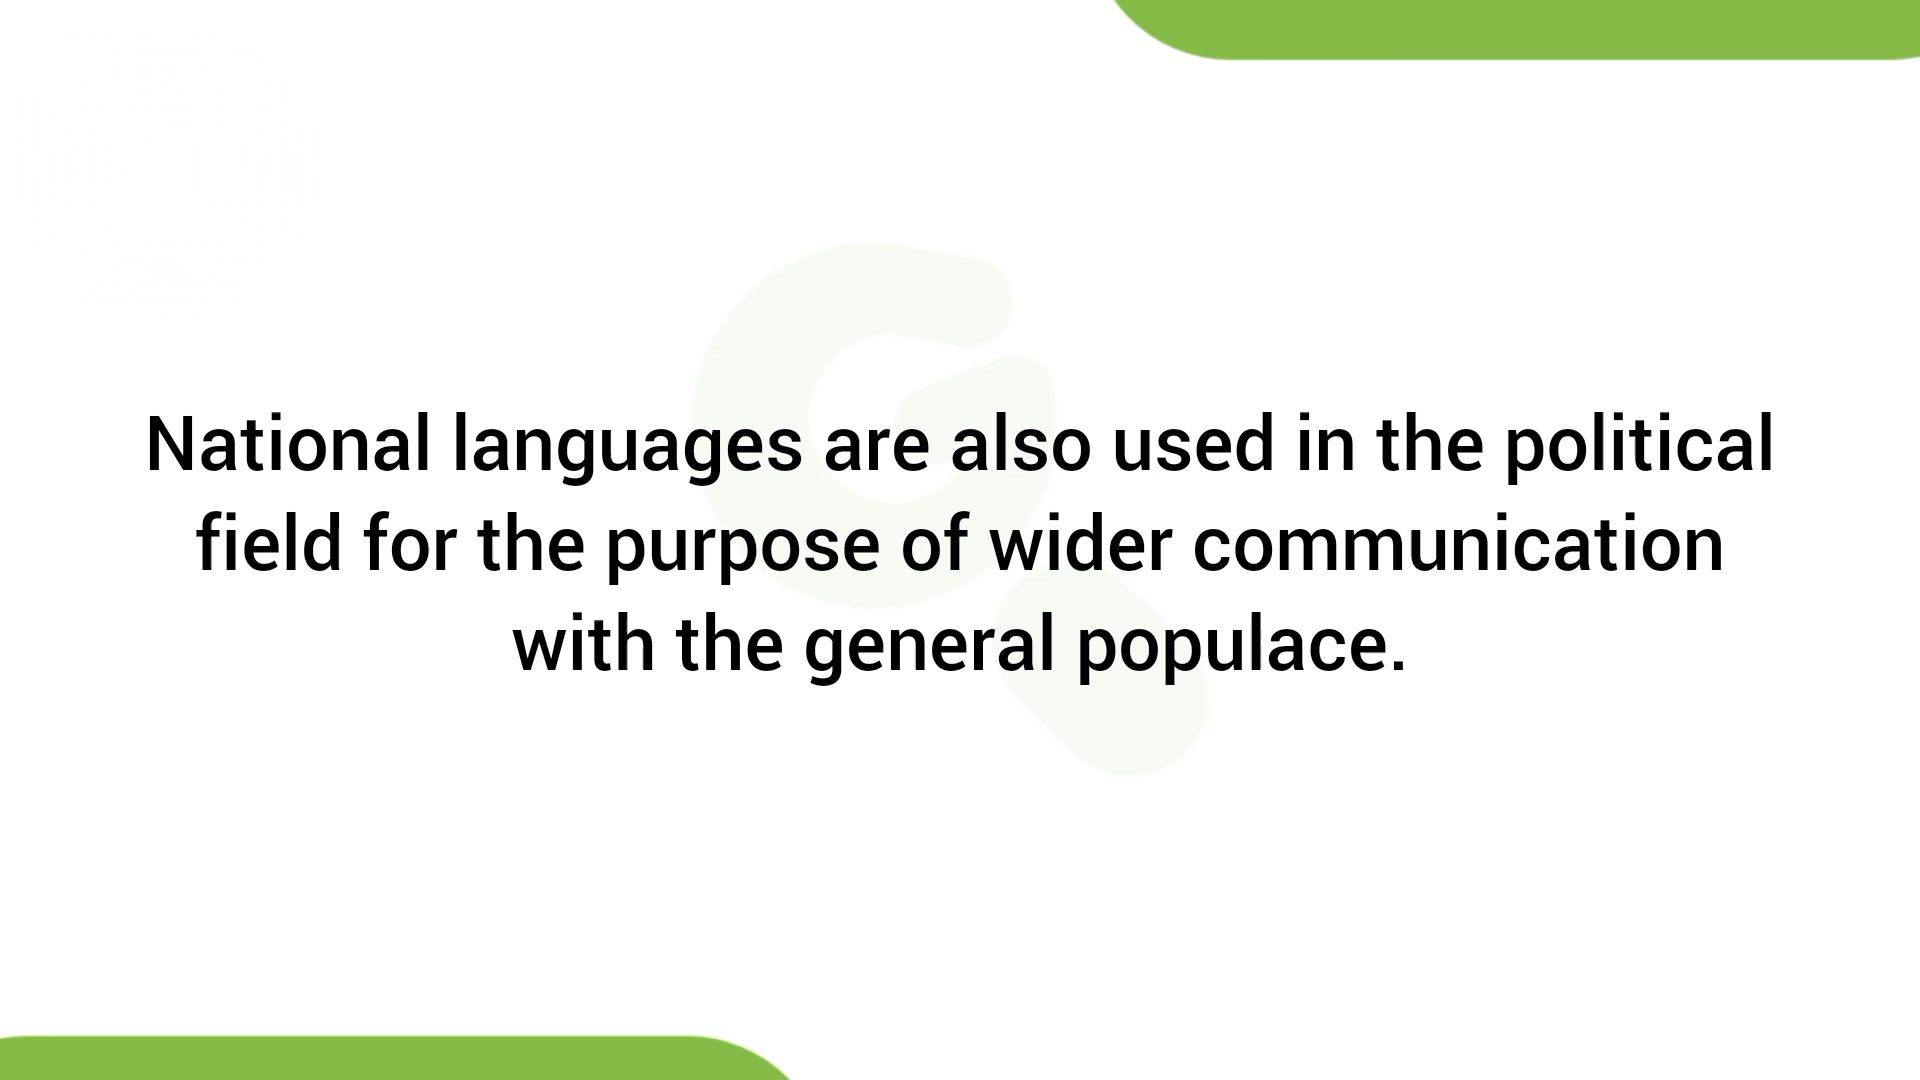 National languages are also used in the political
field for the purpose of wider communication
with the general populace.